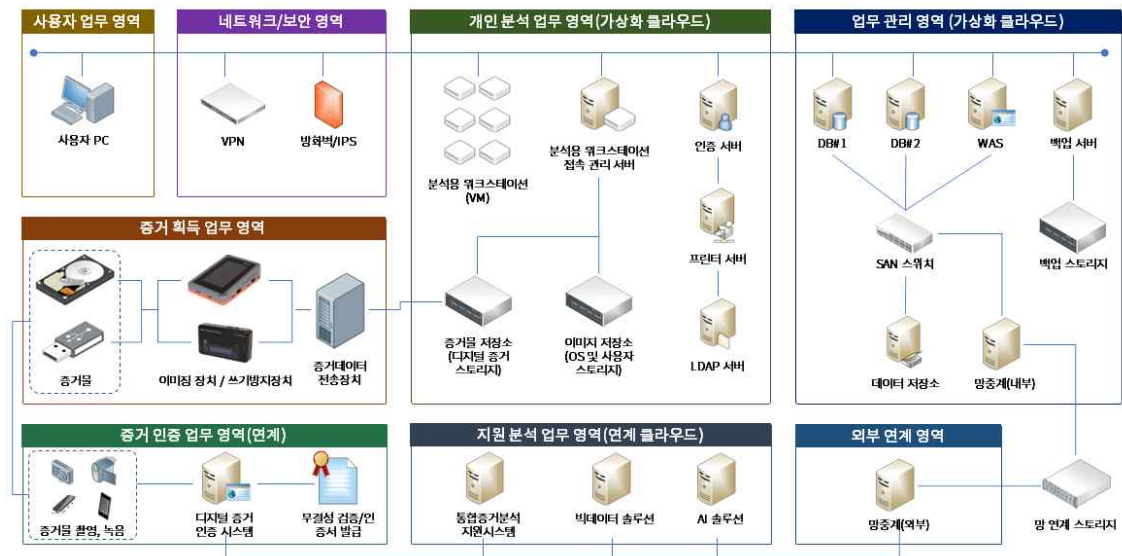 사용자 업무 영역
네트워크/보안 영역
개인 분석 업무 영역(가상화 클라우드)
업무 관리 영역 (가상화 클라우드)
사용자 PC
VPN
방화벽/IPS
분석용 워크스테이션
(VM)
분석용 워크스테이션
접속 관리 서버
인증 서버
DB#1
DB#2
WAS
백업 서버
프린터 서버
SAN 스위치
백업 스토리지
증거 획득 업무 영역
증거물
이미징 장치 / 쓰기방지장치
증거데이터
전송장치
증거물 저장소
(디지털 증거
스토리지)
이미지 저장소
(OS 및 사용자
스토리지)
LDAP 서버
데이터 저장소
망중계(내부)
증거 인증 업무 영역(연계)
지원 분석 업무 영역(연계 클라우드)
외부 연계 영역
증거물 촬영, 녹음
디지털 증거
인증 시스템
무결성 검증/인
증서 발급
통합증거분석
지원시스템
빅데이터 솔루션
AI 솔루션
망중계(외부)
망 연계 스토리지